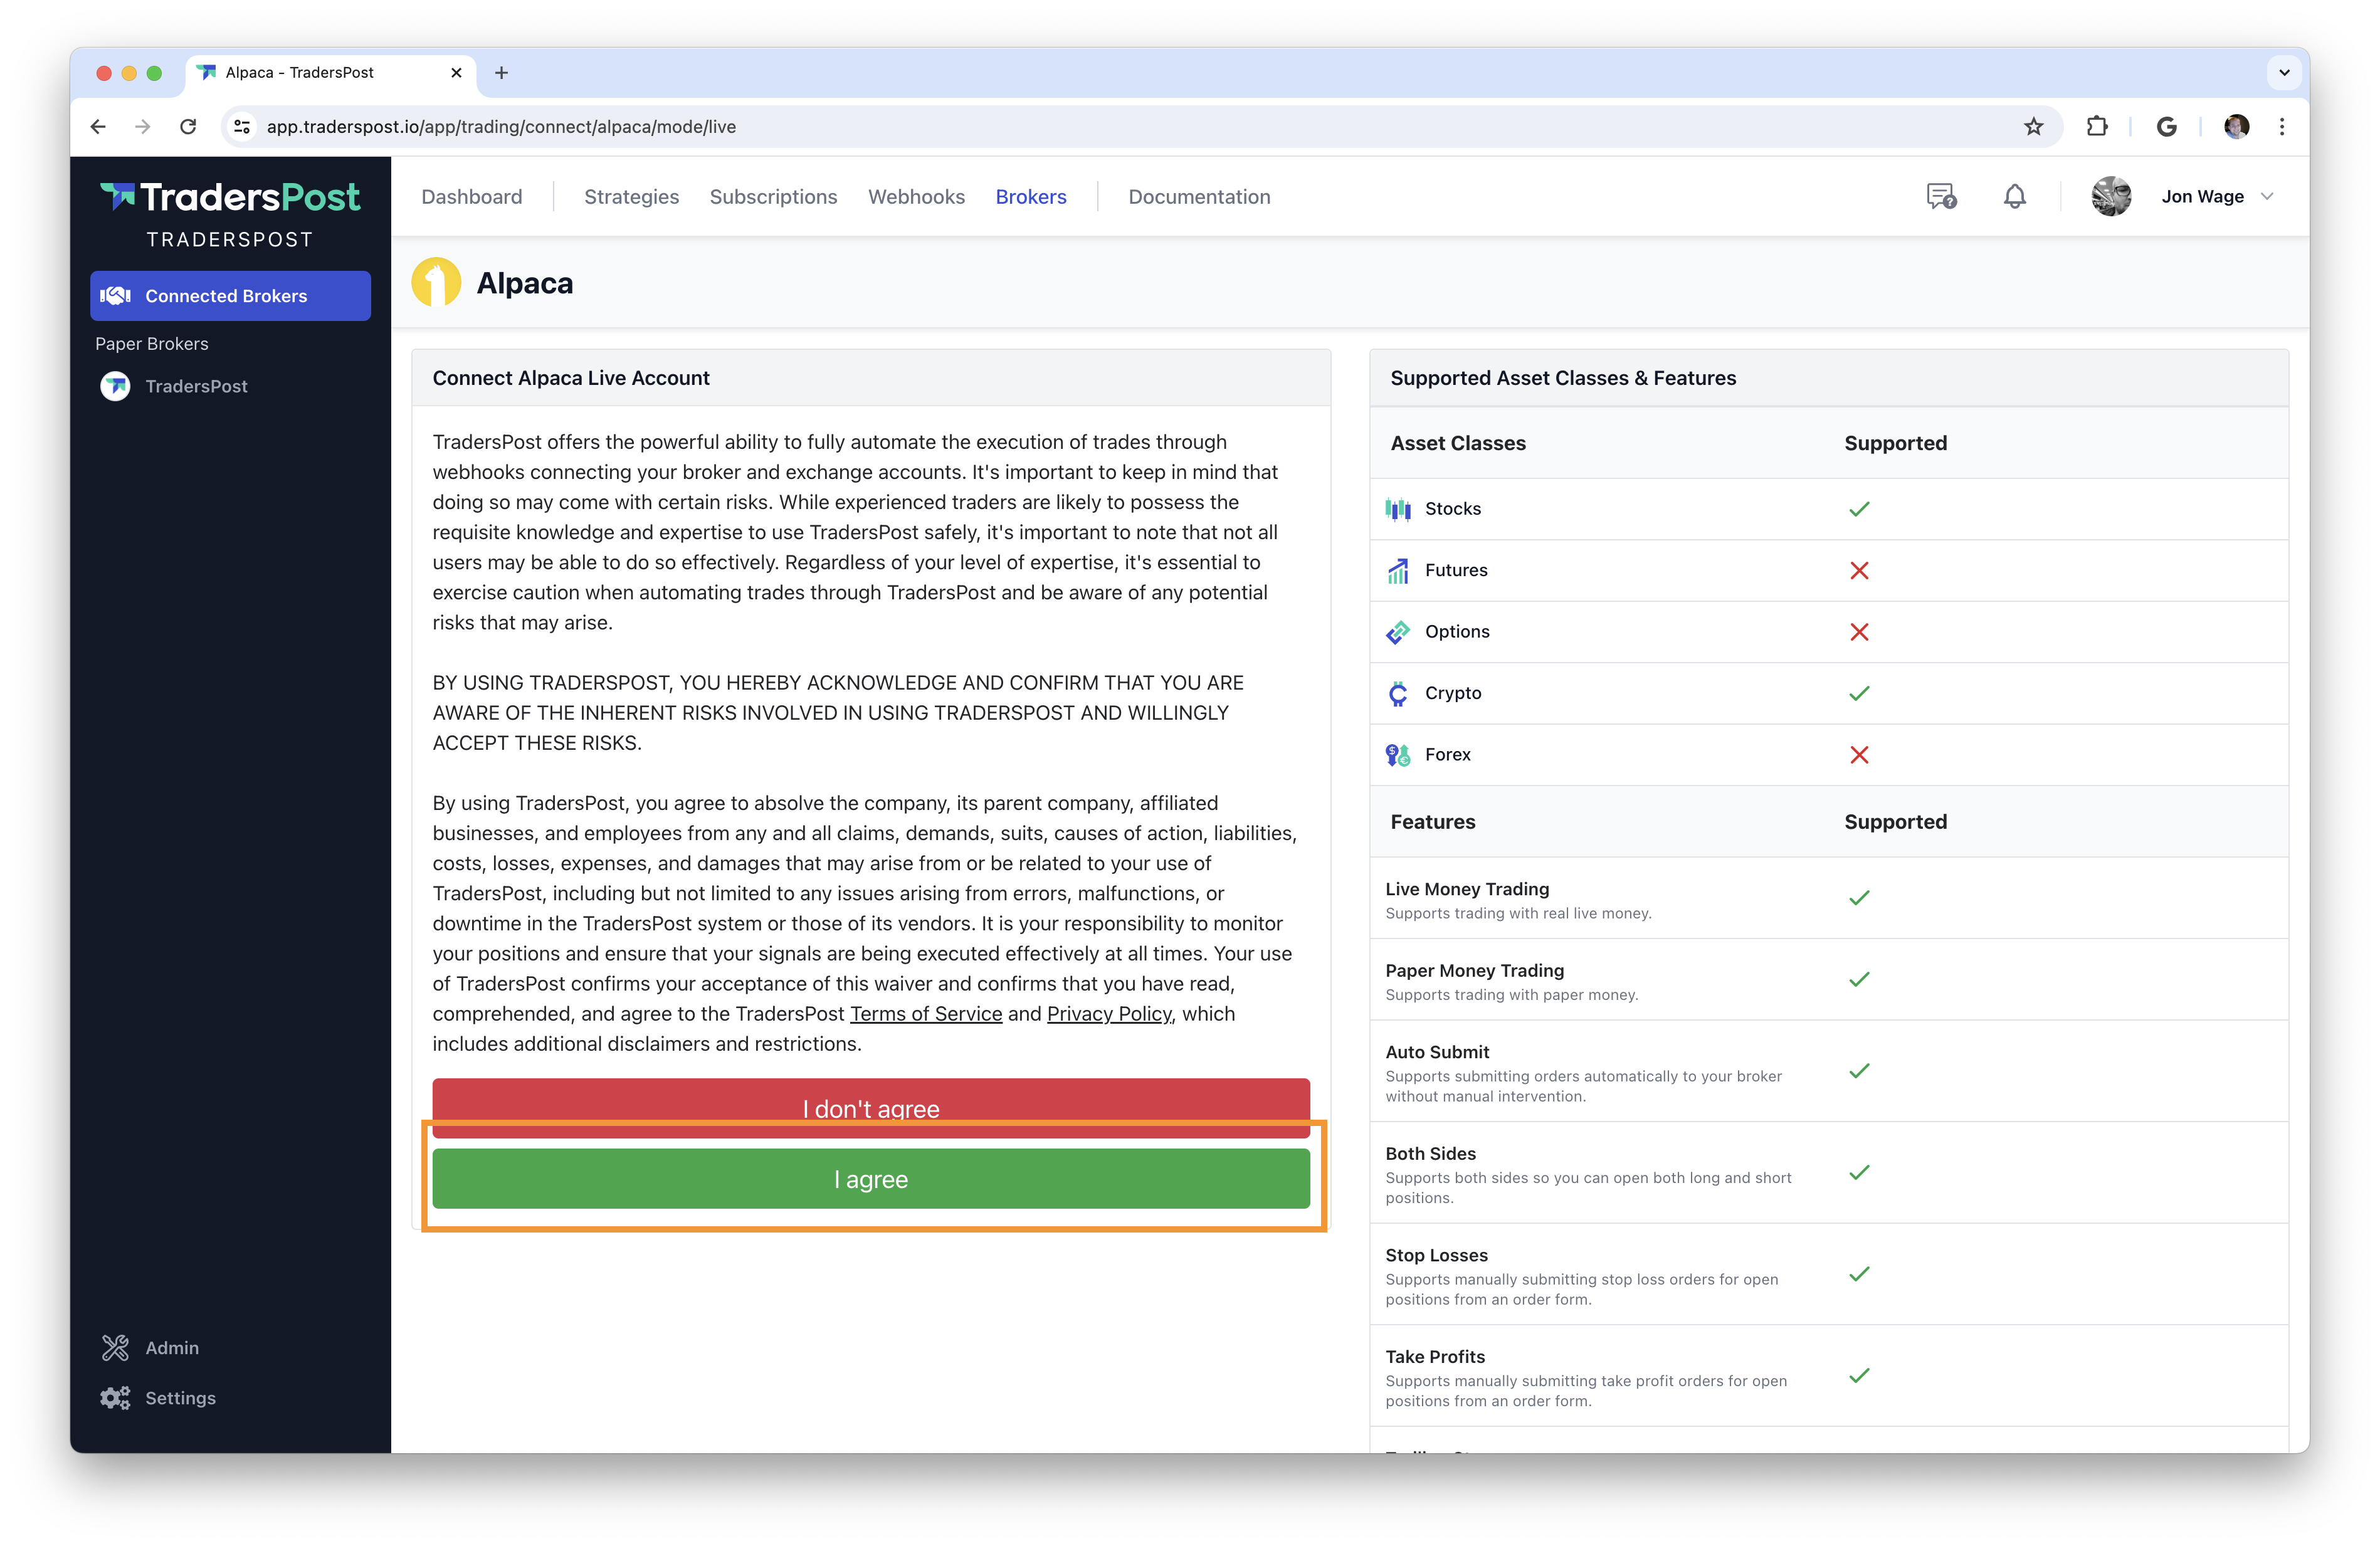 Alpaca - TradersPost
app.traderspost.io/app/trading/connect/alpaca/mode/live
TradersPost
TRADERSPOST
Connected Brokers
Paper Brokers
TradersPost
Admin
Settings
Dashboard
Strategies
Subscriptions
Webhooks
Brokers
Documentation
Jon Wage
Alpaca
Connect Alpaca Live Account
TradersPost offers the powerful ability to fully automate the execution of trades through
webhooks connecting your broker and exchange accounts. It's important to keep in mind that
doing so may come with certain risks. While experienced traders are likely to possess the
requisite knowledge and expertise to use TradersPost safely, it's important to note that not all
users may be able to do so effectively. Regardless of your level of expertise, it's essential to
exercise caution when automating trades through TradersPost and be aware of any potential
risks that may arise.
BY USING TRADERSPOST, YOU HEREBY ACKNOWLEDGE AND CONFIRM THAT YOU ARE
AWARE OF THE INHERENT RISKS INVOLVED IN USING TRADERSPOST AND WILLINGLY
ACCEPT THESE RISKS.
By using TradersPost, you agree to absolve the company, its parent company, affiliated
businesses, and employees from any and all claims, demands, suits, causes of action, liabilities,
costs, losses, expenses, and damages that may arise from or be related to your use of
TradersPost, including but not limited to any issues arising from errors, malfunctions, or
downtime in the TradersPost system or those of its vendors. It is your responsibility to monitor
your positions and ensure that your signals are being executed effectively at all times. Your use
of TradersPost confirms your acceptance of this waiver and confirms that you have read,
comprehended, and agree to the TradersPost Terms of Service and Privacy Policy, which
includes additional disclaimers and restrictions.
I don't agree
I agree
Supported Asset Classes & Features
Asset Classes Supported
Stocks
Futures
Options
Crypto
Forex
Features Supported
Live Money Trading
Supports trading with real live money.
Paper Money Trading
Supports trading with paper money.
Auto Submit
Supports submitting orders automatically to your broker
without manual intervention.
Both Sides
Supports both sides so you can open both long and short
positions.
Stop Losses
Supports manually submitting stop loss orders for open
positions from an order form.
Take Profits
Supports manually submitting take profit orders for open
positions from an order form.